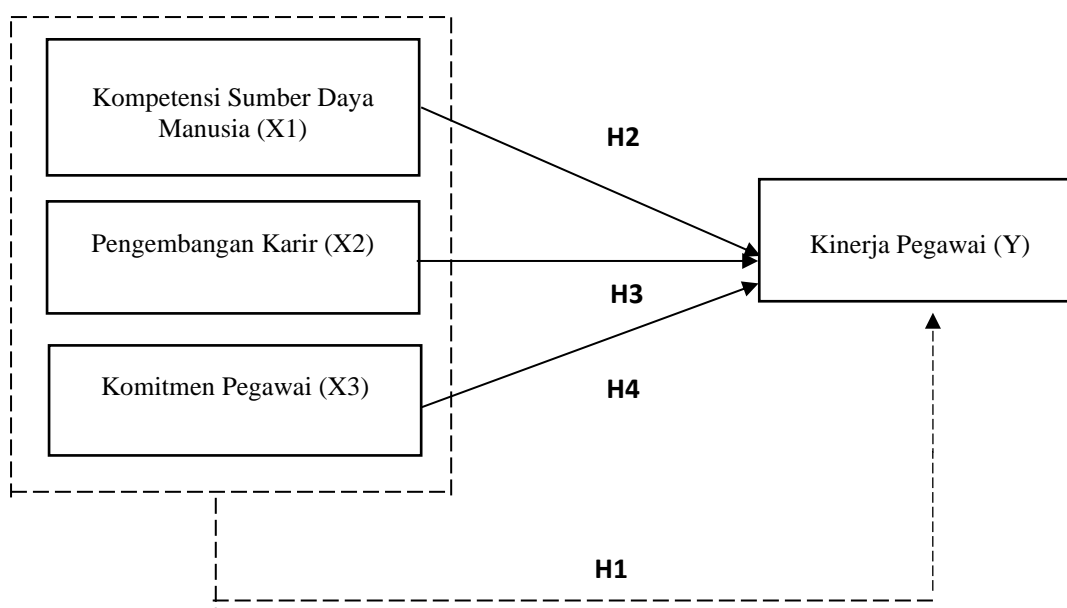 Kompetensi Sumber Daya
Manusia (X1)
H2
Pengembangan Karir (X2)
Kinerja Pegawai (Y)
H3
Komitmen Pegawai (X3)
H4
H1